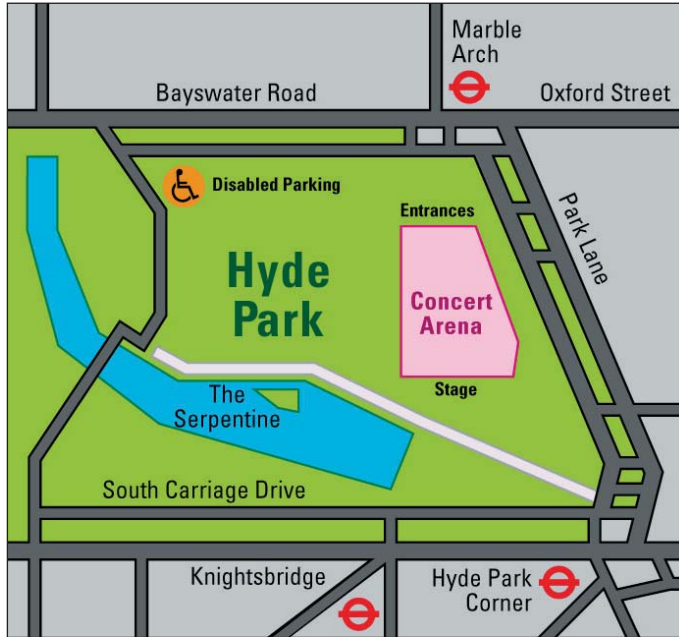 Marble
Arch
Bayswater Road
Oxford Street
Disabled Parking
Park Lane
Entrances
Hyde
Park
Concert
Arena
Stage
The
Serpentine
South Carriage Drive
Knightsbridge
Hyde Park
Corner